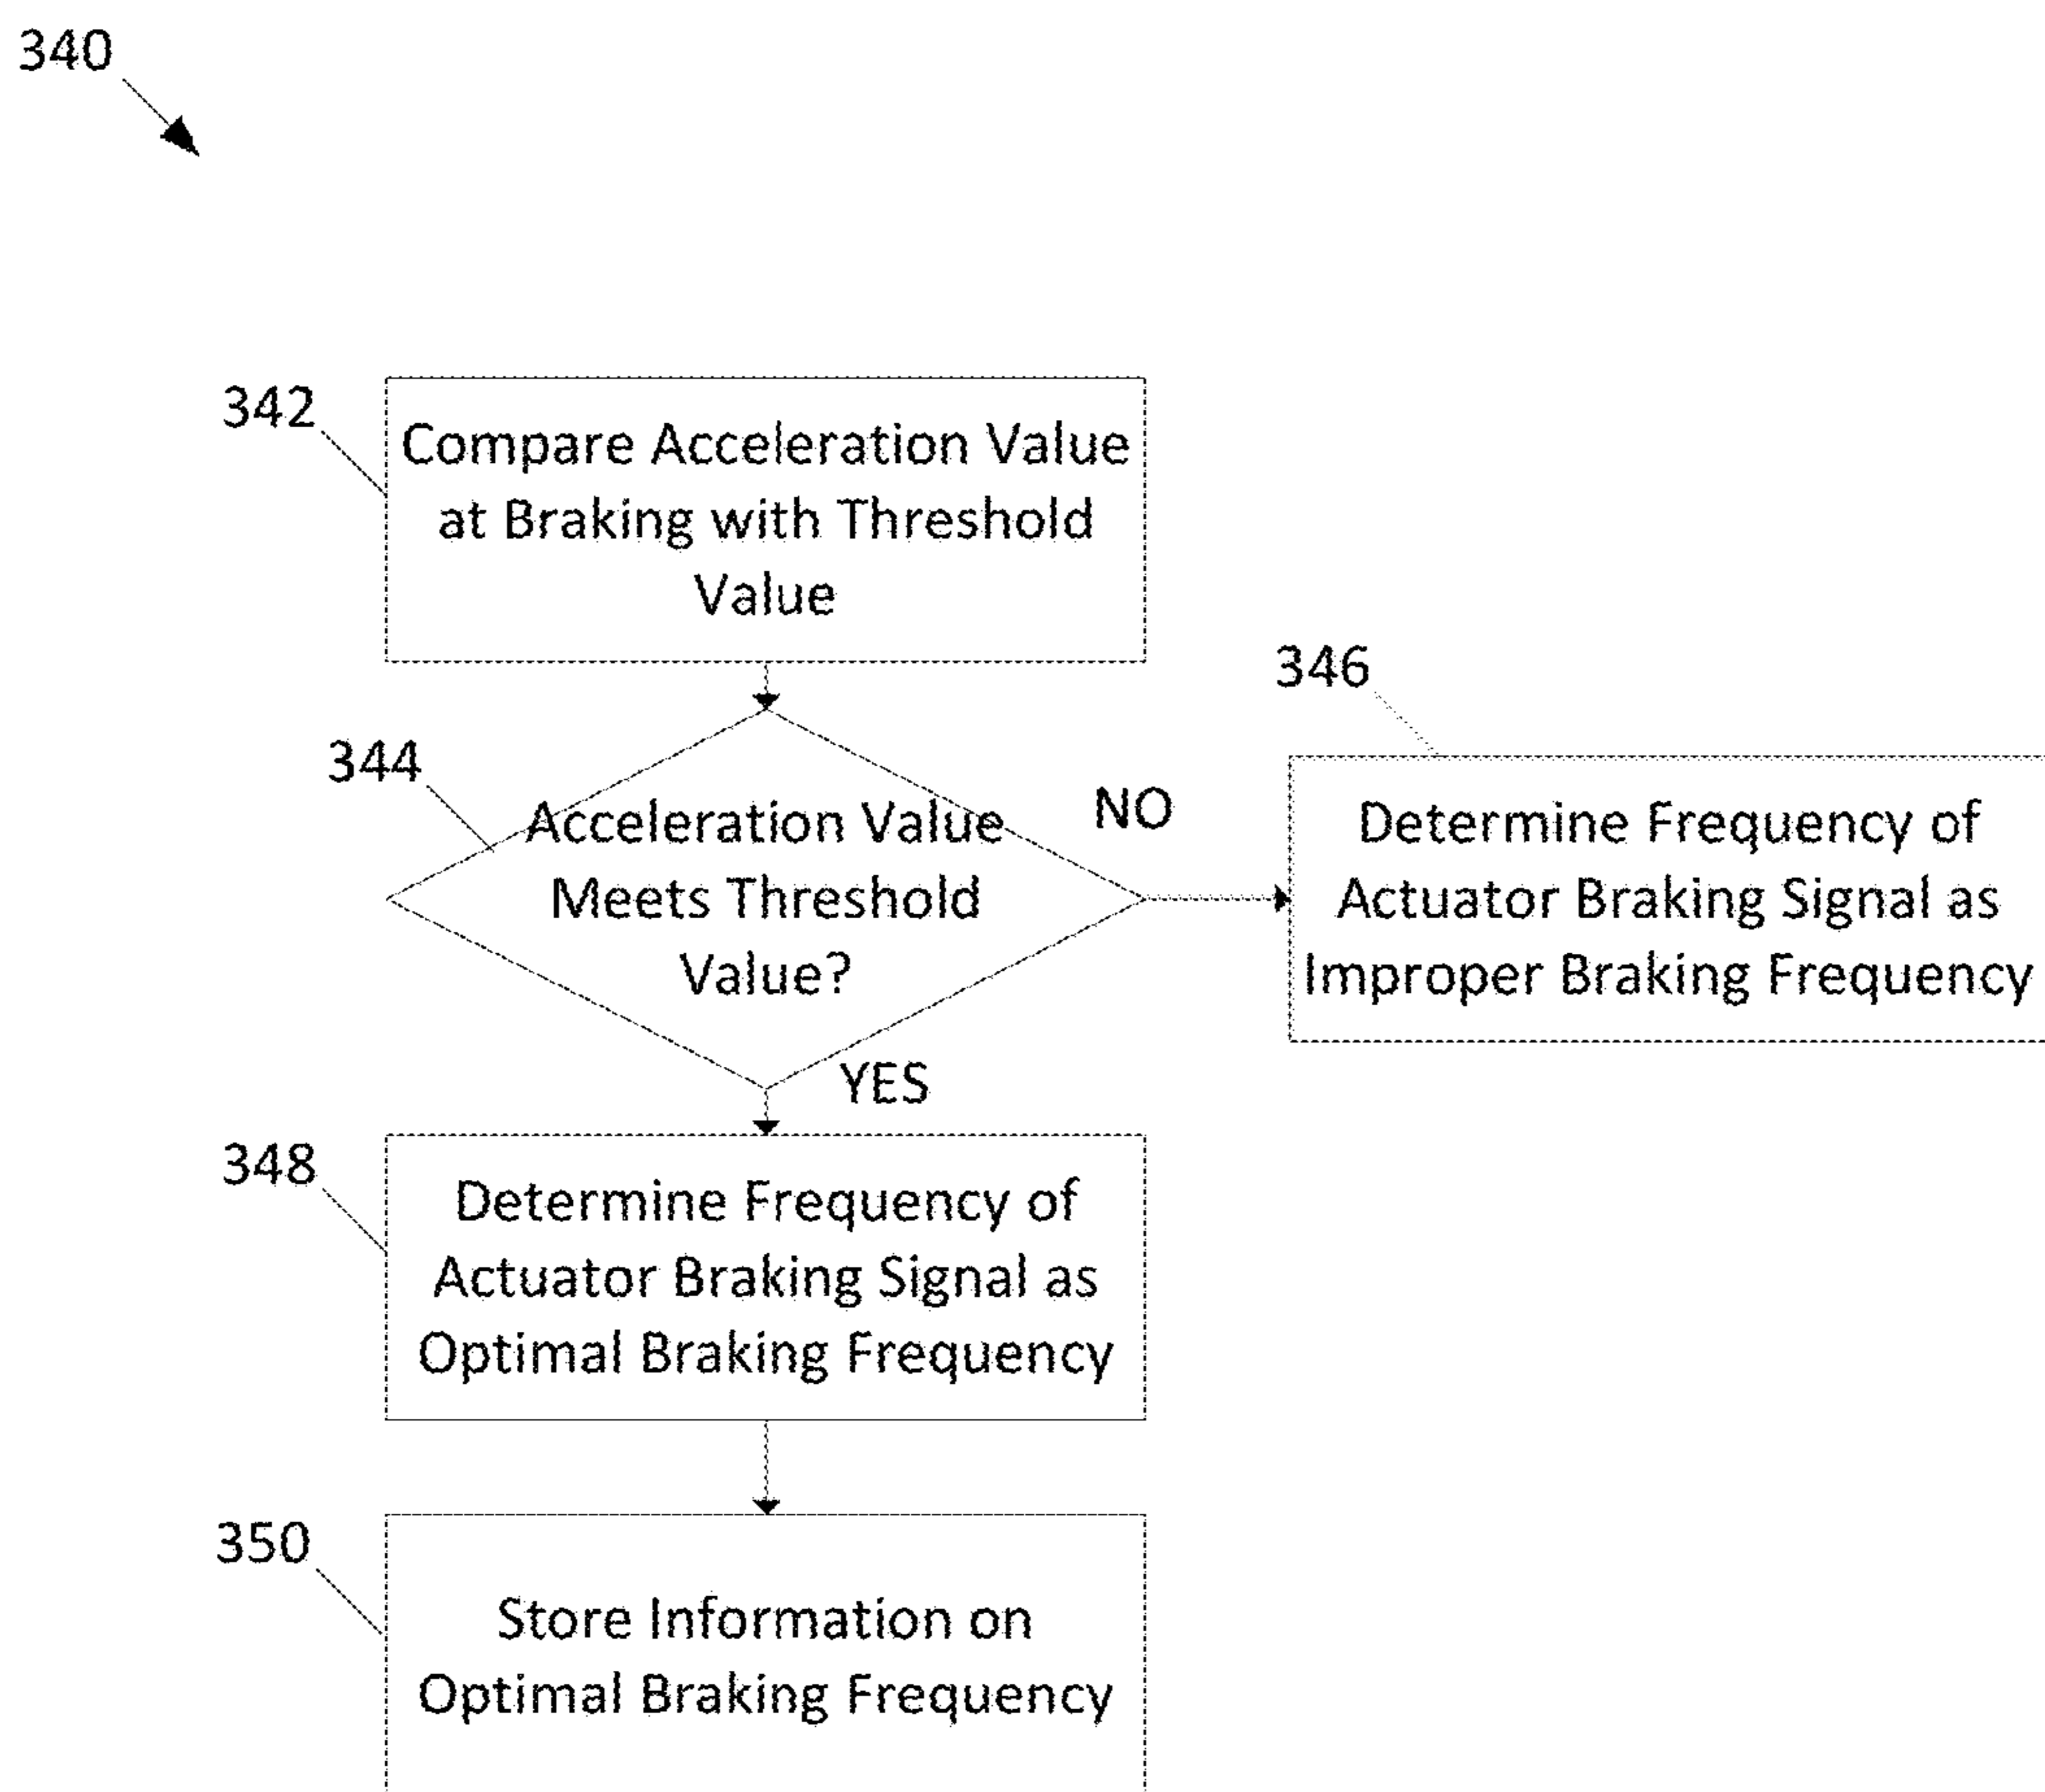 340
342
Compare Acceleration Value
at Braking with Threshold
Value
344
Acceleration Value
Meets Threshold
Value?
NO
346
Determine Frequency of
Actuator Braking Signal as
Improper Braking Frequency
YES
348
Determine Frequency of
Actuator Braking Signal as
Optimal Braking Frequency
350
Store Information on
Optimal Braking Frequency